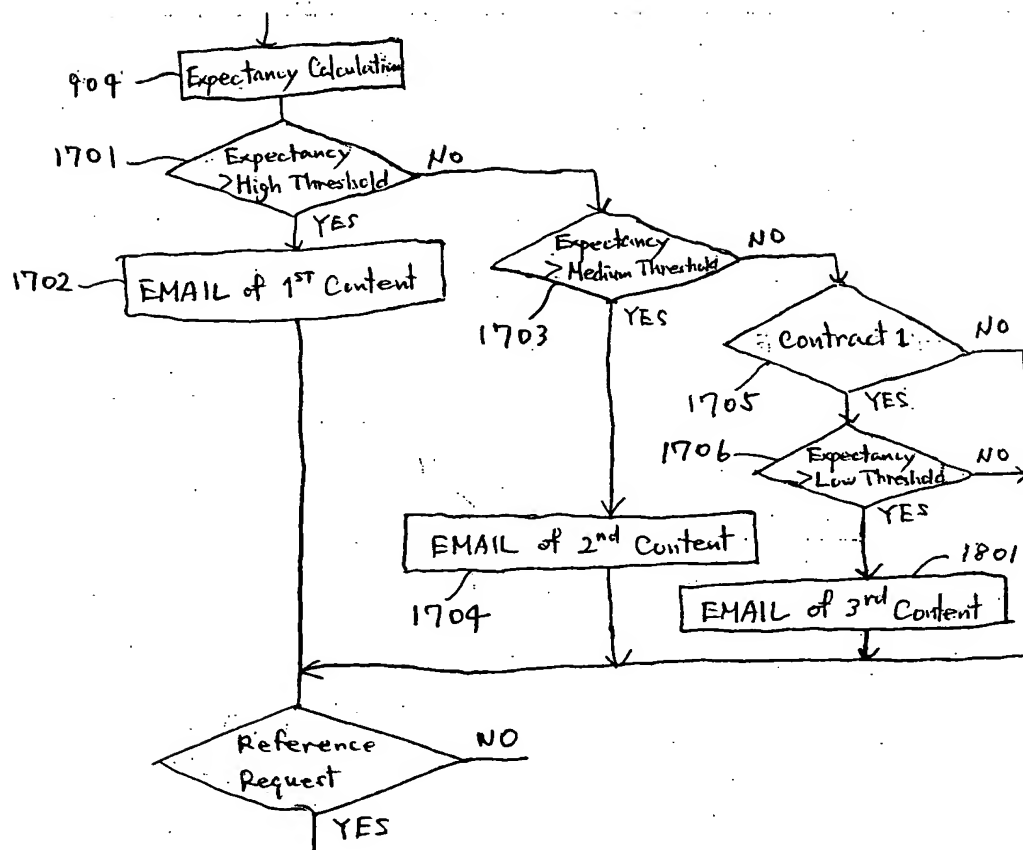 Expectancy Calculation
904
1701
Expectancy
>High Threshold
NO
YES
1702
EMAIL of 1ST Content
Expectancy
>Medium Threshold
NO
1703
YES
Contract 1
NO
1705
YES
1706
Expectancy
>Low Threshold
NO
YES
EMAIL of 2nd Content
1704
1801
EMAIL of 3rd Content
Reference
Request
NO
YES